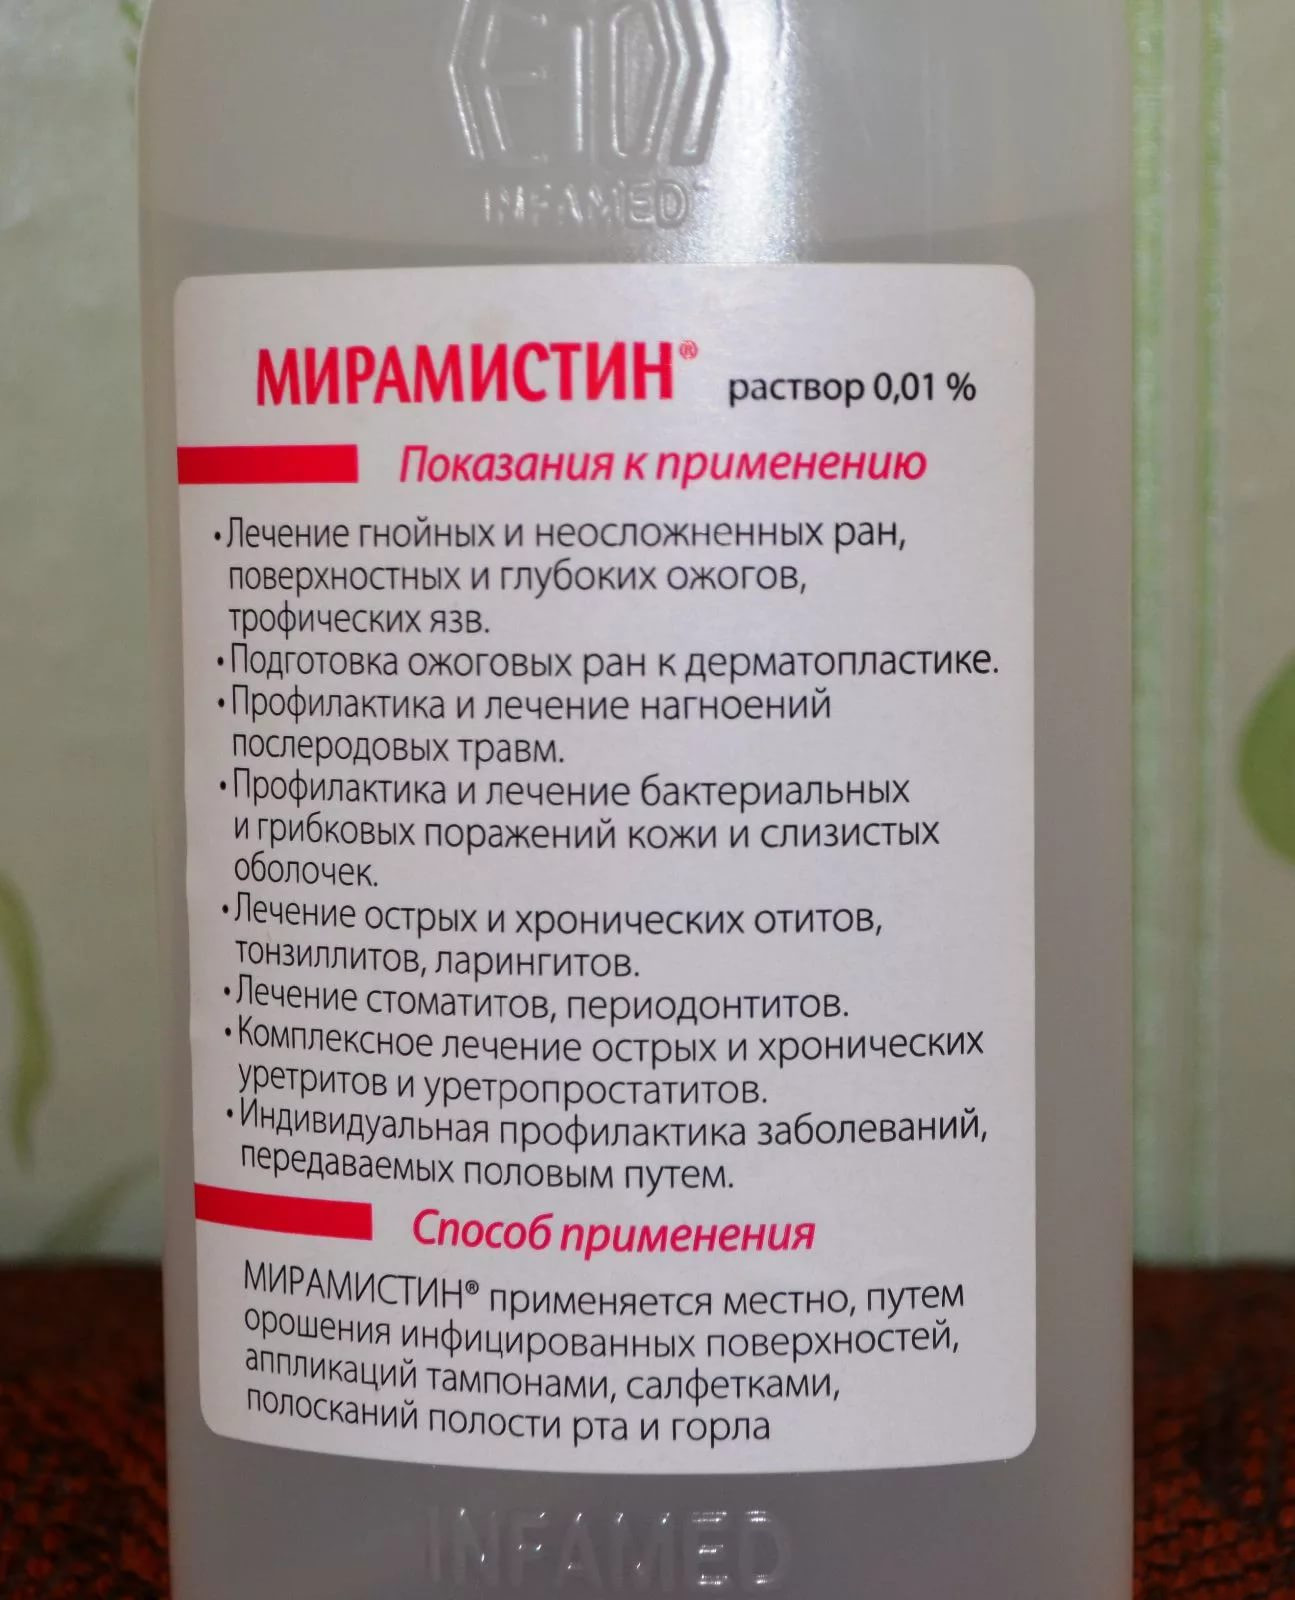 INFAMED
МИРАМИСТИН® раствор 0,01 %
Показания к применению
•Лечение гнойных и неосложненных ран,
поверхностных и глубоких ожогов,
трофических язв.
•Подготовка ожоговых ран к дерматопластике.
•Профилактика и лечение нагноений
послеродовых травм.
•Профилактика и лечение бактериальных
и грибковых поражений кожи и слизистых
оболочек.
•Лечение острых и хронических отитов,
тонзиллитов, ларингитов.
•Лечение стоматитов, периодонтитов.
•Комплексное лечение острых и хронических
уретритов и уретропростатитов.
•Индивидуальная профилактика заболеваний,
передаваемых половым путем.
Способ применения
МИРАМИСТИН® применяется местно, путем
орошения инфицированных поверхностей,
аппликаций тампонами, салфетками,
полосканий полости рта и горла
INFAMED